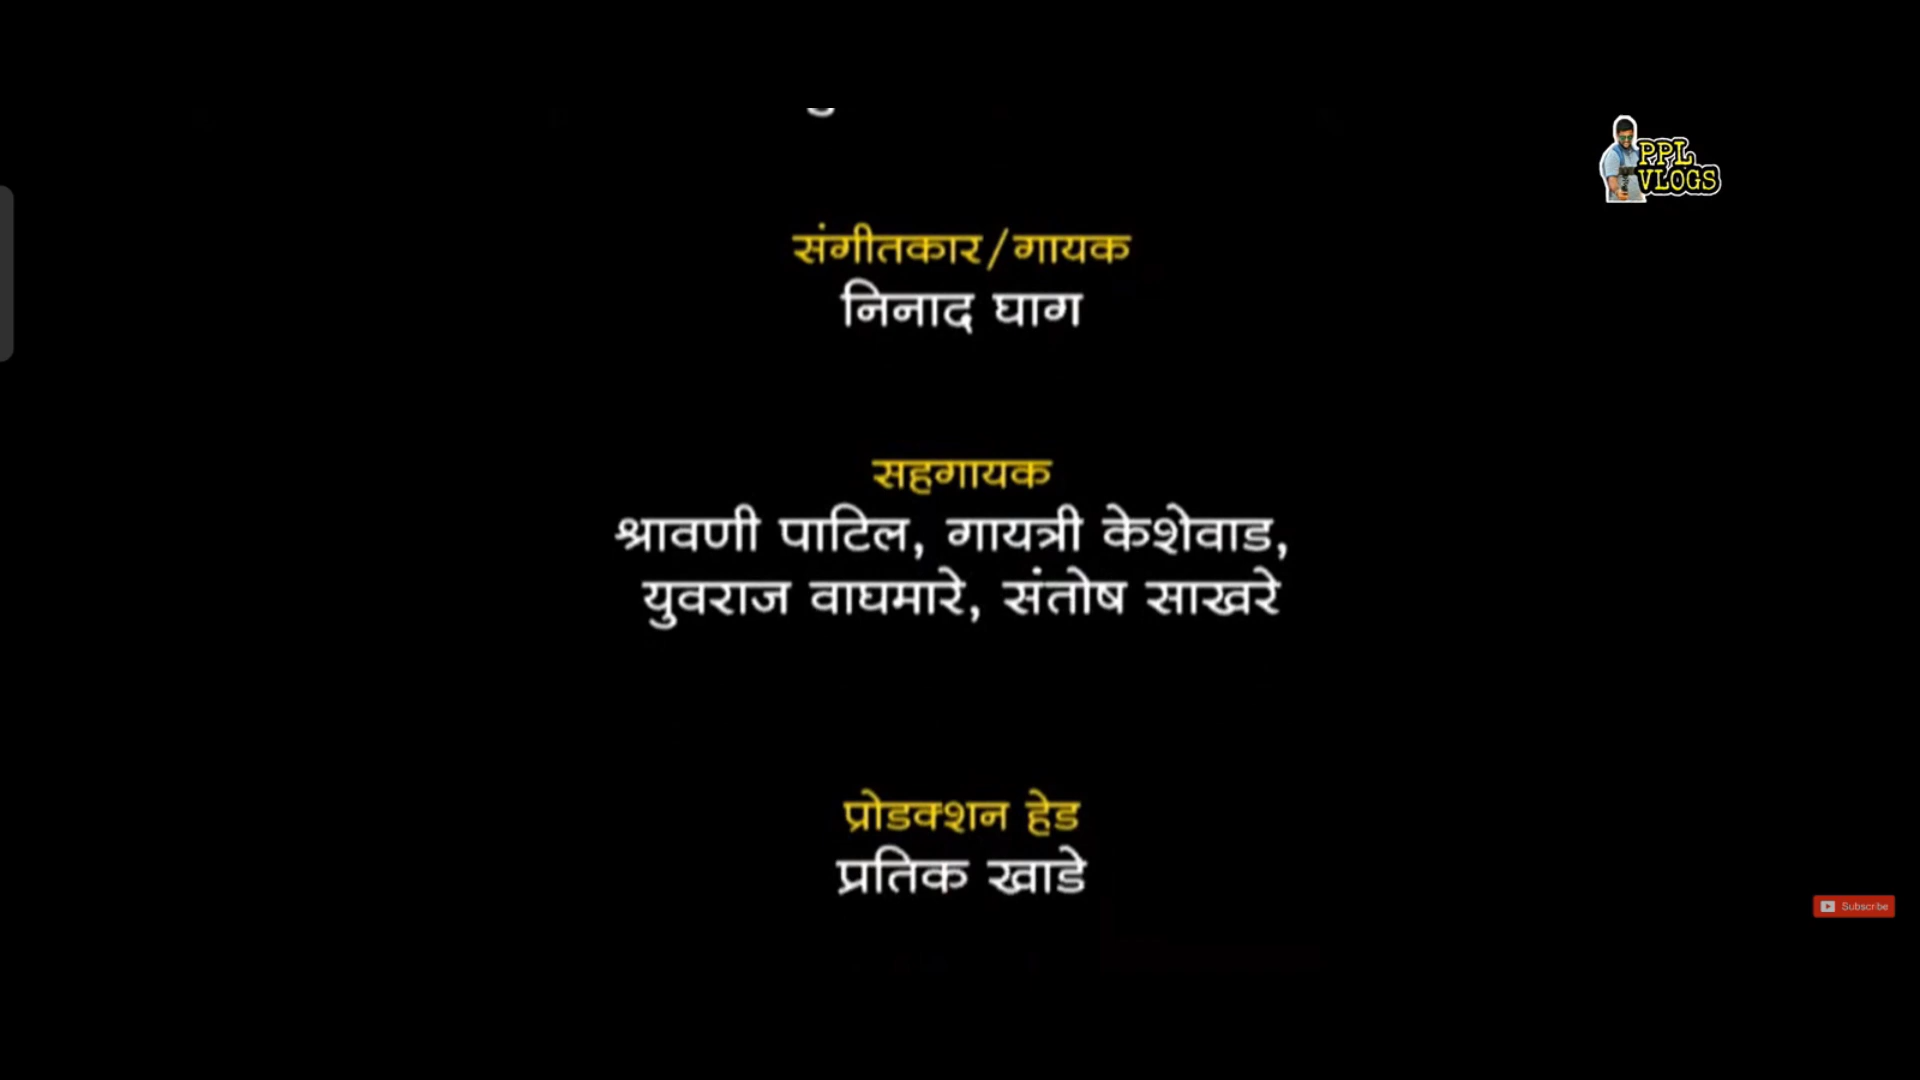 PPL
VLOGS
संगीतकार/गायक
निनाद घाग
सहगायक
श्रावणी पाटिल, गायत्री केशेवाड,
युवराज वाघमारे, संतोष साखरे
प्रोडक्शन हेड
प्रतिक खाडे
Subscribe